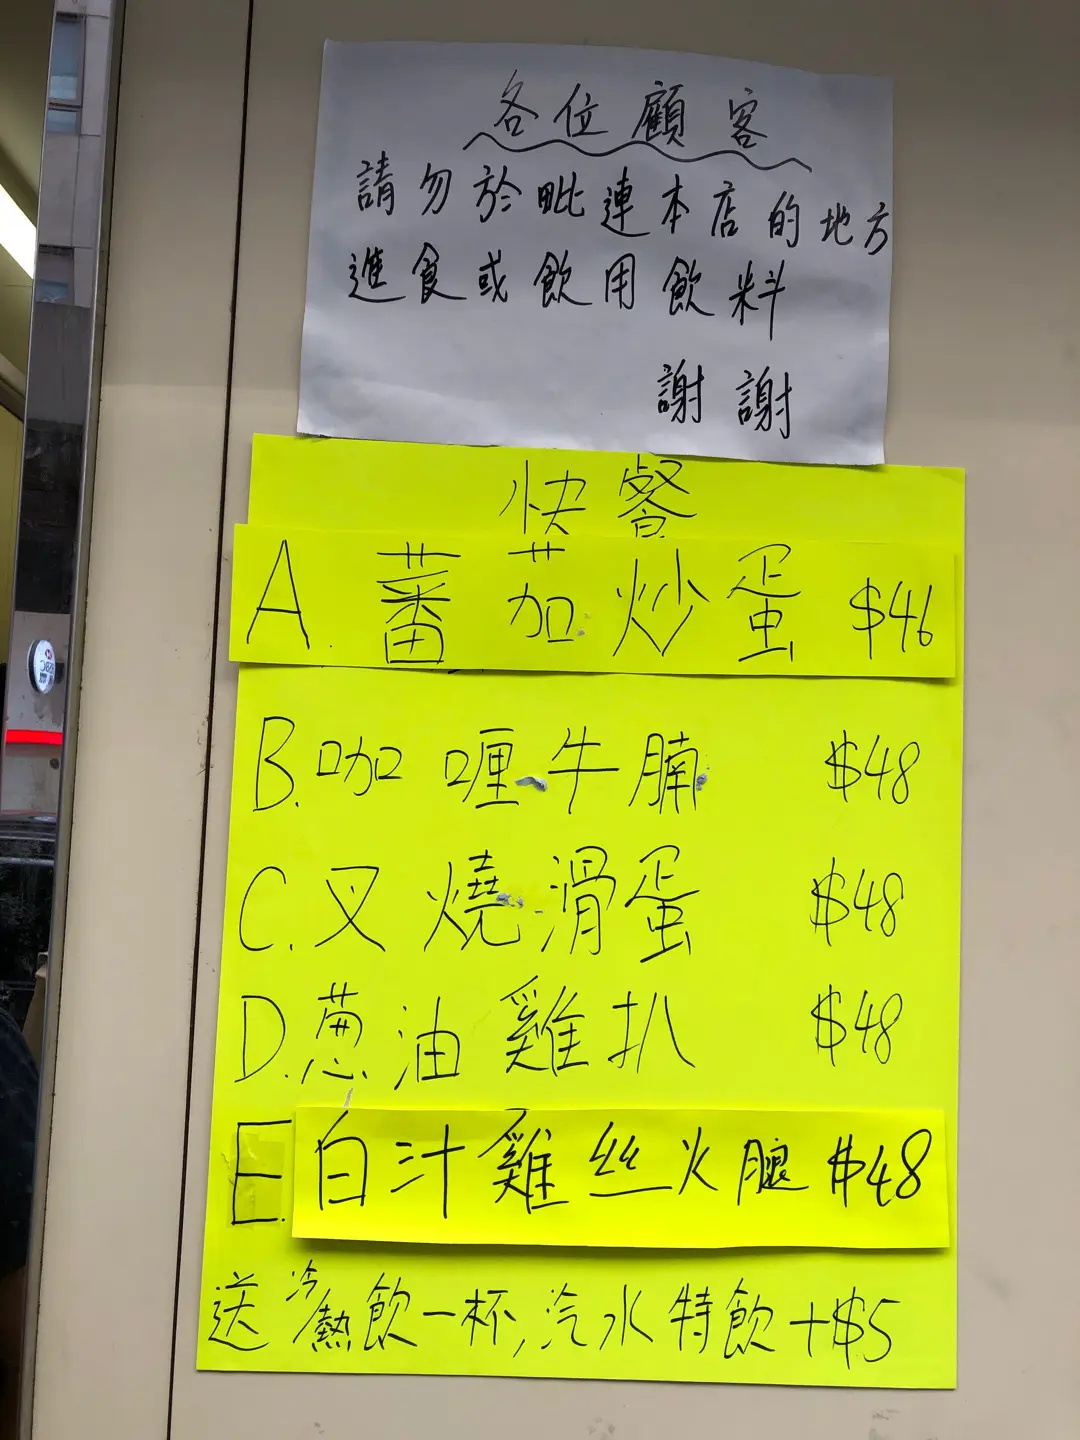 各位顧客
請勿於毗連本店的地方
進食或飲用飲料
謝謝
快餐
A.蕃茄炒蛋 $46
B.咖喱牛腩 $48
C.叉燒滑蛋 $48
D.蔥油雞扒 $48
E.白汁雞絲火腿 $48
送冷熱飲一杯,汽水特飲+$5